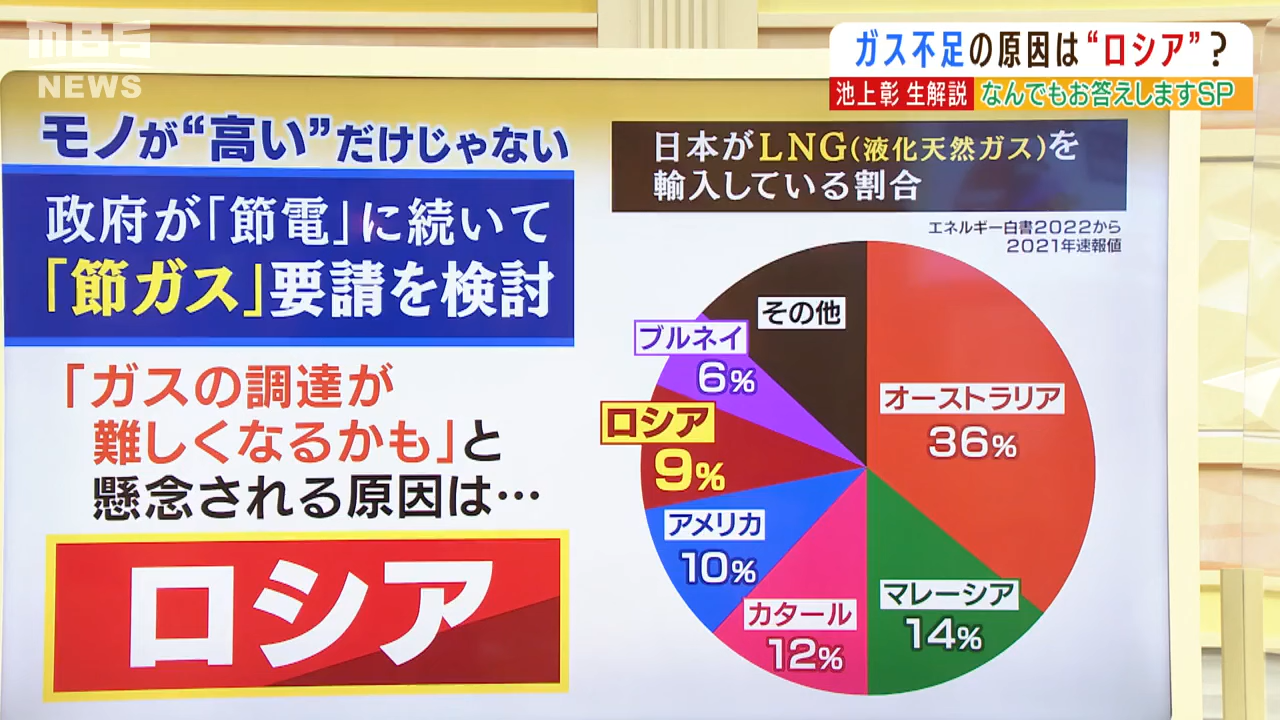 MBS
NEWS
ガス不足の原因は“ロシア”?
池上彰 生解説 なんでもお答えしますSP
モノが“高い”だけじゃない
政府が「節電」に続いて
「節ガス」要請を検討
「ガスの調達が
難しくなるかも」と
懸念される原因は…
ロシア
日本がLNG(液化天然ガス)を
輸入している割合
エネルギー白書2022から
2021年速報値
オーストラリア
36%
マレーシア
14%
カタール
12%
アメリカ
10%
ロシア
9%
ブルネイ
6%
その他